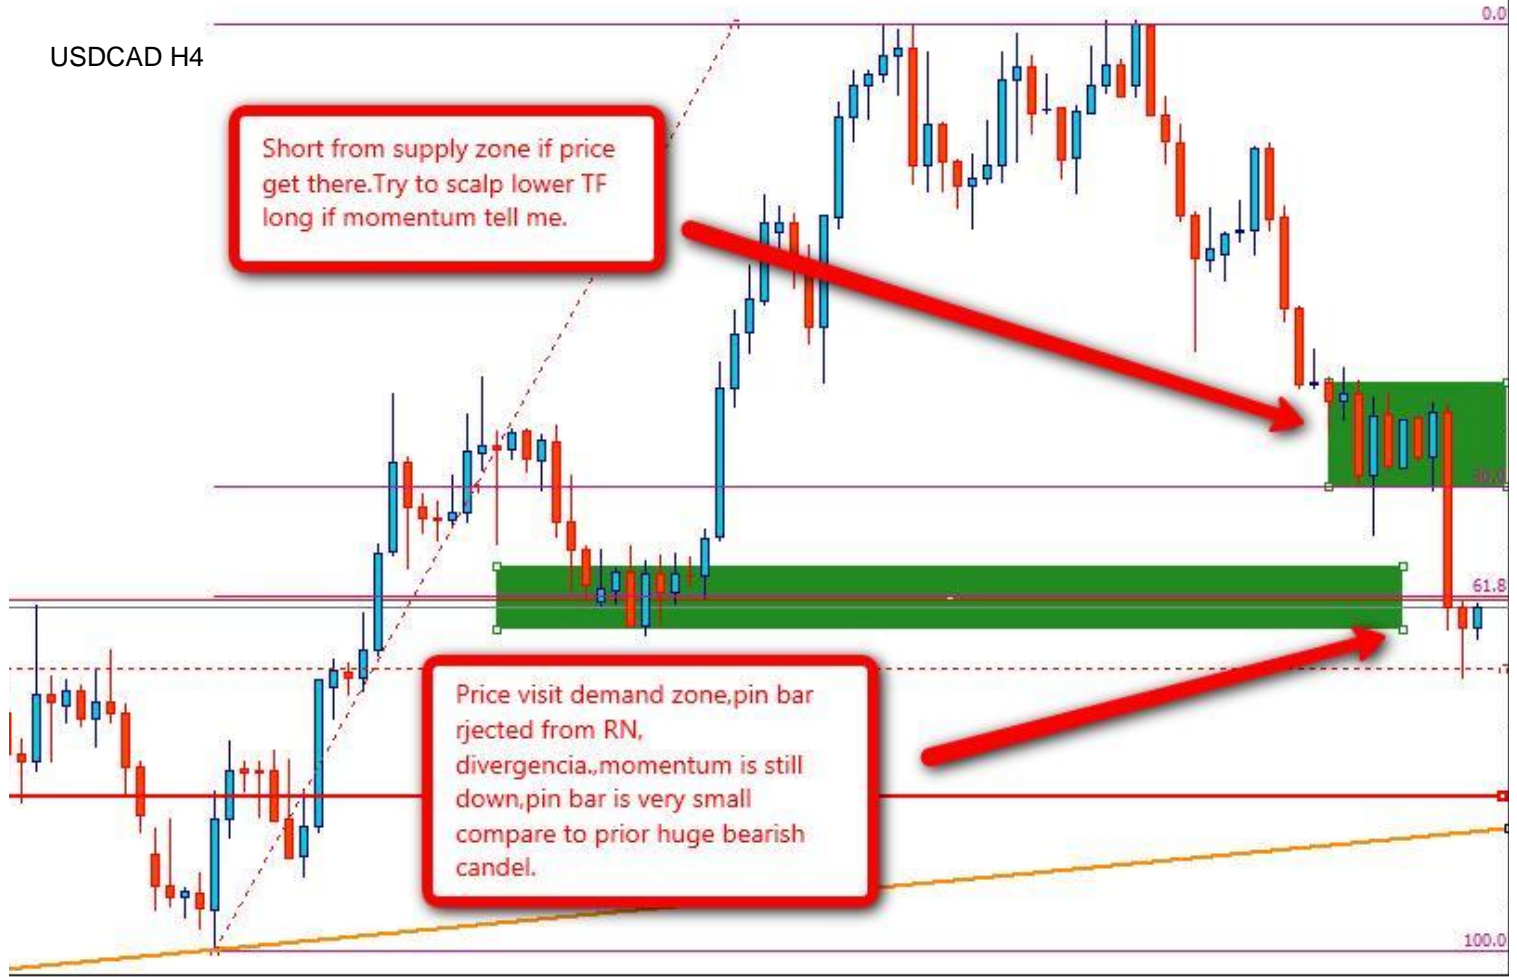 0.0
USDCAD H4
Short from supply zone if price
get there.Try to scalp lower TF
long if momentum tell me.
61.8
Price visit demand zone,pin bar
rjected from RN,
divergencia.,momentum is still
down,pin bar is very small
compare to prior huge bearish
candel.
100.0